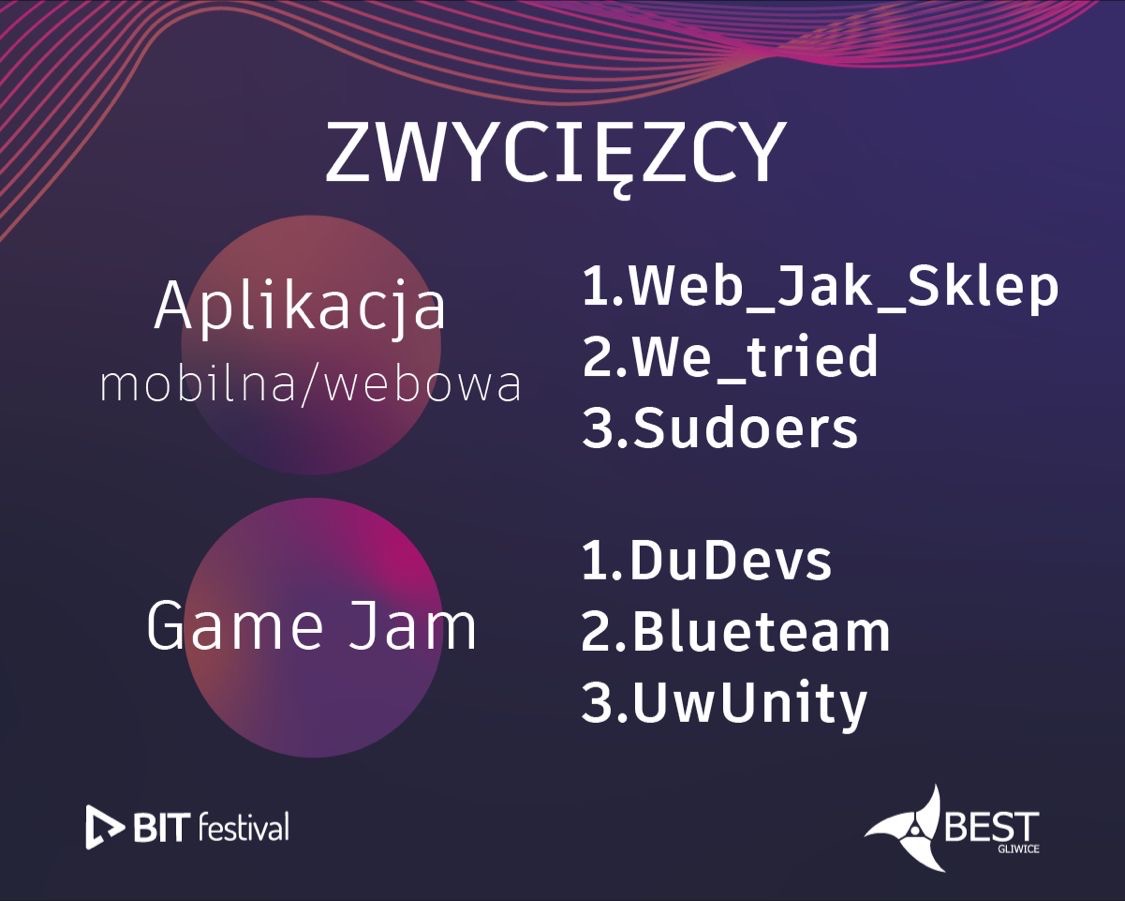 ZWYCIĘZCY
Aplikacja
mobilna/webowa
1.Web_Jak_Sklep
2.We_tried
3.Sudoers
Game Jam
1.DuDevs
2.Blueteam
3.UwUnity
BIT festival
BEST
GLIWICE